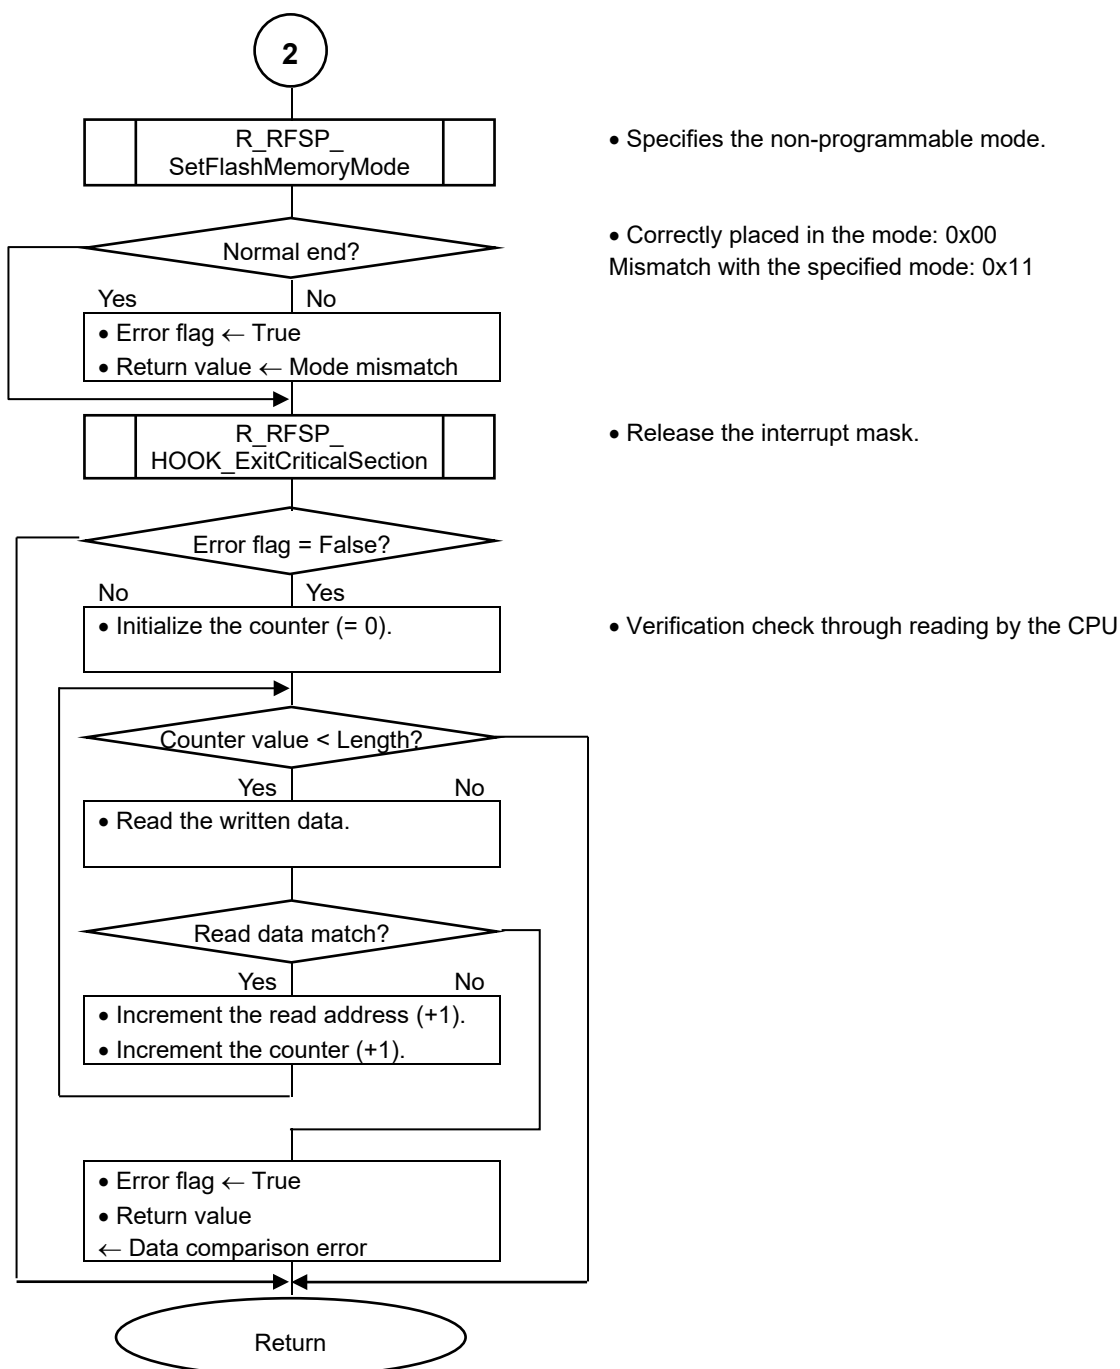 2
R_RFSP_
SetFlashMemoryMode
• Specifies the non-programmable mode.
Normal end?
• Correctly placed in the mode: 0x00
Mismatch with the specified mode: 0x11
Yes No
• Error flag ← True
• Return value ← Mode mismatch
R_RFSP_
HOOK_ExitCriticalSection
• Release the interrupt mask.
Error flag = False?
No Yes
• Initialize the counter (= 0).
• Verification check through reading by the CPU
Counter value < Length?
Yes No
• Read the written data.
Read data match?
Yes No
• Increment the read address (+1).
• Increment the counter (+1).
• Error flag ← True
• Return value
← Data comparison error
Return